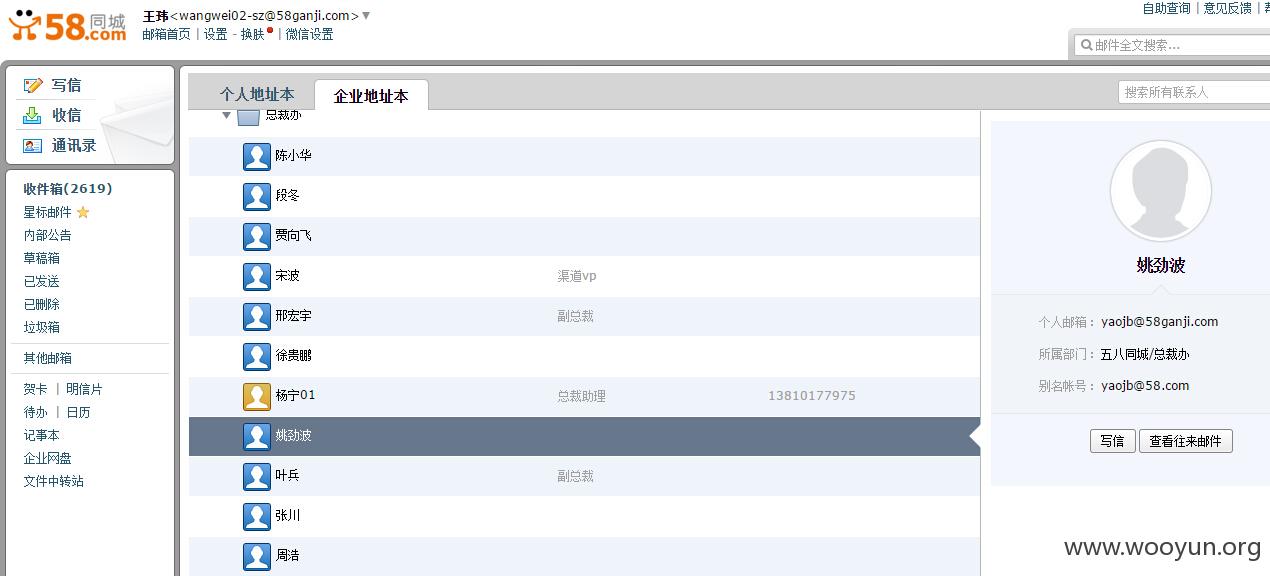 58同城.com
王玮<wangwei02-sz@58ganji.com>
邮箱首页 | 设置 - 换肤 | 微信设置
自助查询 | 意见反馈 |
邮件全文搜索...
写信
收信
通讯录
收件箱(2619)
星标邮件
内部公告
草稿箱
已发送
已删除
垃圾箱
其他邮箱
贺卡 | 明信片
待办 | 日历
记事本
企业网盘
文件中转站
个人地址本 企业地址本
搜索所有联系人
总裁办
陈小华
段冬
贾向飞
宋波 渠道vp
邢宏宇 副总裁
徐贵鹏
杨宁01 总裁助理 13810177975
姚劲波
叶兵 副总裁
张川
周浩
姚劲波
个人邮箱: yaojb@58ganji.com
所属部门: 五八同城/总裁办
别名帐号: yaojb@58.com
写信 查看往来邮件
www.wooyun.org